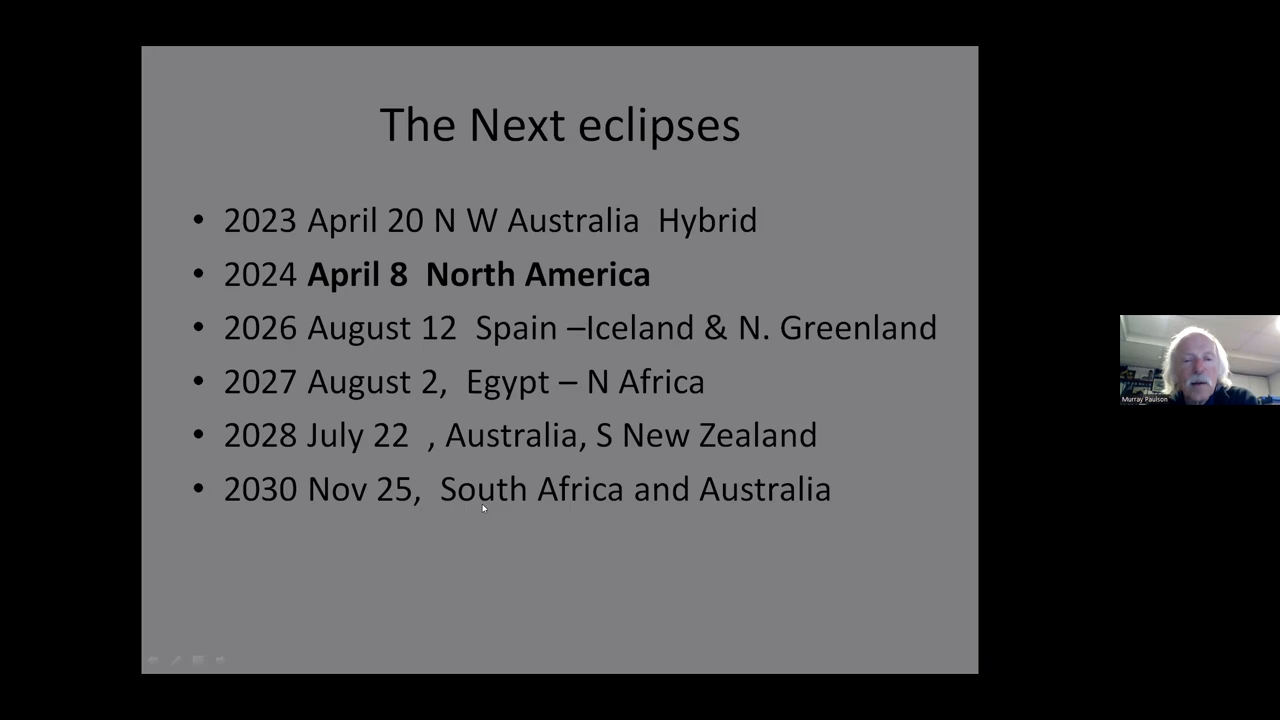 The Next eclipses
• 2023 April 20 N W Australia  Hybrid
• 2024 April 8  North America
• 2026 August 12  Spain –Iceland & N. Greenland
• 2027 August 2,  Egypt – N Africa
• 2028 July 22  , Australia, S New Zealand
• 2030 Nov 25,  South Africa and Australia
Murray Paulson